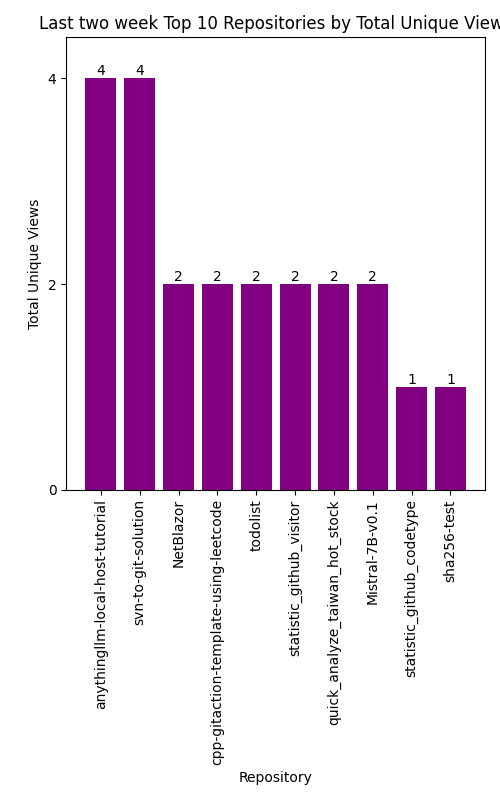 Last two week Top 10 Repositories by Total Unique View
4
4
2
2
2
2
2
2
1
1
4
2
0
Total Unique Views
anythingllm-local-host-tutorial
svn-to-git-solution
NetBlazor
cpp-gitaction-template-using-leetcode
todolist
statistic_github_visitor
quick_analyze_taiwan_hot_stock
Mistral-7B-v0.1
statistic_github_codetype
sha256-test
Repository